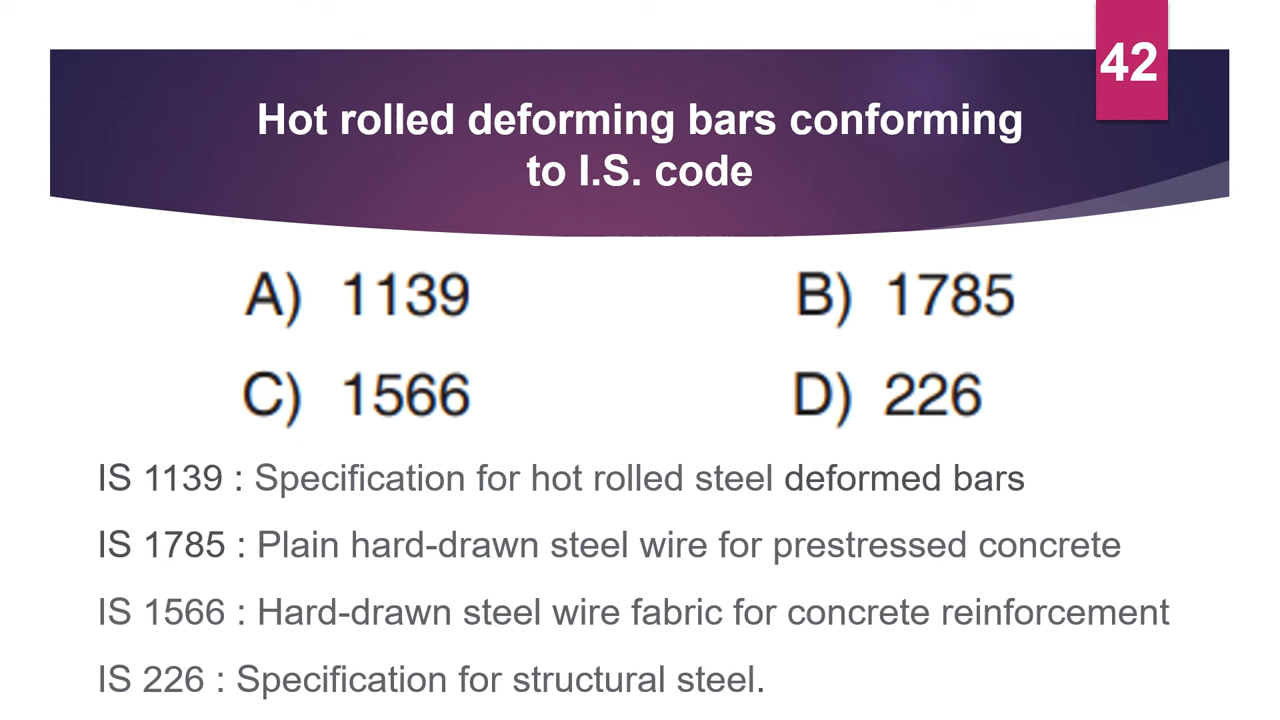 42
Hot rolled deforming bars conforming
to I.S. code
A) 1139 B) 1785
C) 1566 D) 226
IS 1139 : Specification for hot rolled steel deformed bars
IS 1785 : Plain hard-drawn steel wire for prestressed concrete
IS 1566 : Hard-drawn steel wire fabric for concrete reinforcement
IS 226 : Specification for structural steel.